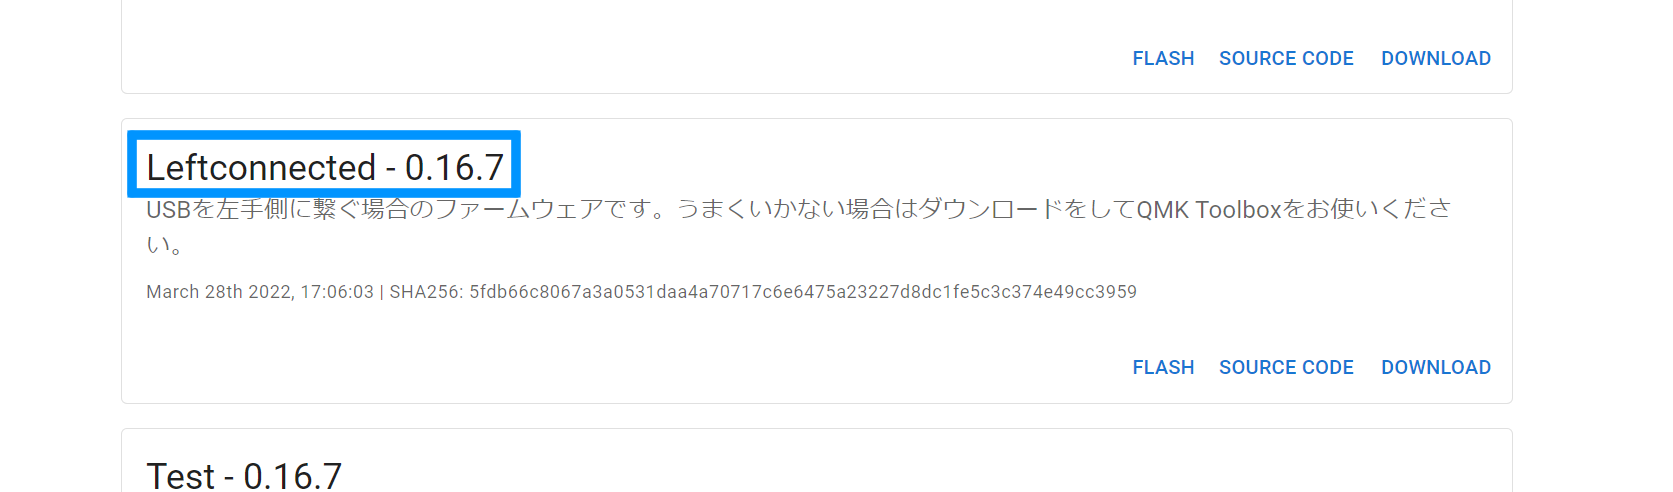 FLASH SOURCE CODE DOWNLOAD
Leftconnected - 0.16.7
USBを左手側に繋ぐ場合のファームウェアです。うまくいかない場合はダウンロードをしてQMK Toolboxをお使いくださ
い。
March 28th 2022, 17:06:03 | SHA256: 5fdb66c8067a3a0531daa4a70717c6e6475a23227d8dc1fe5c3c374e49cc3959
FLASH SOURCE CODE DOWNLOAD
Test - 0.16.7